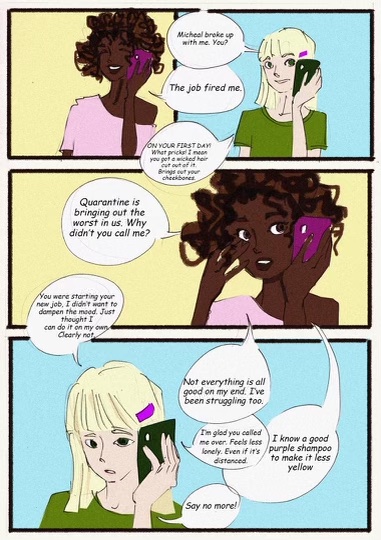 Micheal broke up
with me. You?
The job fired me.
ON YOUR FIRST DAY!
What pricks! I mean
you got a wicked hair
cut out of it.
Brings out your
cheekbones.
Quarantine is
bringing out the
worst in us. Why
didn't you call me?
You were starting your
new job, I didn't want to
dampen the mood. Just
thought I
can do it on my own.
Clearly not.
Not everything is all
good on my end. I've
been struggling too.
I'm glad you called
me over. Feels less
lonely. Even if it's
distanced.
I know a good
purple shampoo
to make it less
yellow
Say no more!